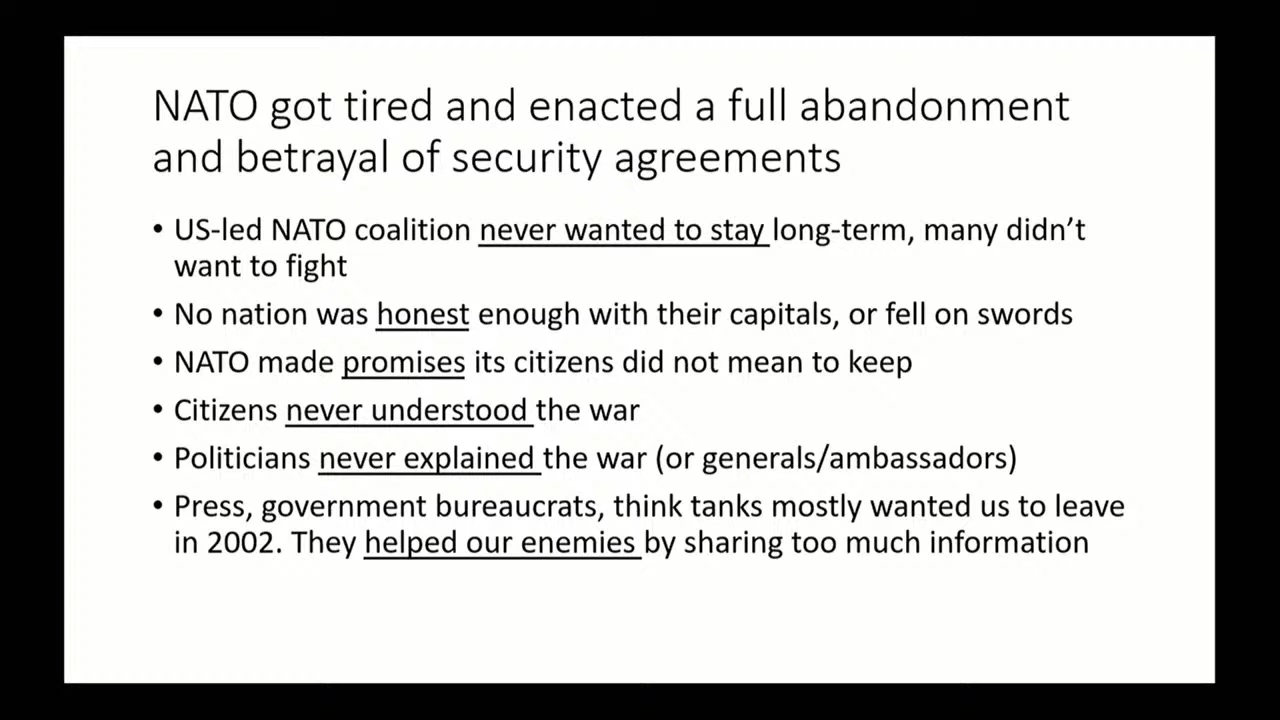 NATO got tired and enacted a full abandonment
and betrayal of security agreements
• US-led NATO coalition never wanted to stay long-term, many didn’t
want to fight
• No nation was honest enough with their capitals, or fell on swords
• NATO made promises its citizens did not mean to keep
• Citizens never understood the war
• Politicians never explained the war (or generals/ambassadors)
• Press, government bureaucrats, think tanks mostly wanted us to leave
in 2002. They helped our enemies by sharing too much information